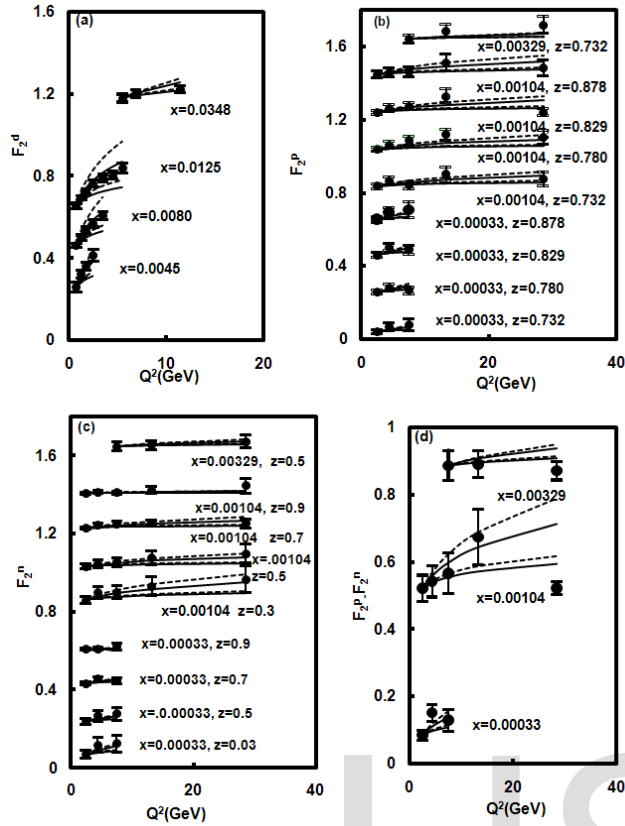 (a)
1.6
1.2
0.8
0.4
0
F₂ᵈ
x=0.0348
x=0.0125
x=0.0080
x=0.0045
0
10
20
Q²(GeV)
(b)
1.6
1.2
0.8
0.4
0
F₂ᵖ
x=0.00329, z=0.732
x=0.00104, z=0.878
x=0.00104, z=0.829
x=0.00104, z=0.780
x=0.00104, z=0.732
x=0.00033, z=0.878
x=0.00033, z=0.829
x=0.00033, z=0.780
x=0.00033, z=0.732
0
20
40
Q²(GeV)
(c)
1.6
1.2
0.8
0.4
0
F₂ⁿ
x=0.00329, z=0.5
x=0.00104, z=0.9
x=0.00104 z=0.7
x=.00104
z=0.5
x=0.00104 z=0.3
x=0.00033, z=0.9
x=0.00033, z=0.7
x=.0.00033, z=0.5
x=0.00033, z=0.03
0
20
40
Q²(GeV)
(d)
1
0.8
0.6
0.4
0.2
0
F₂ᵖ-F₂ⁿ
x=0.00329
x=0.00104
x=0.00033
0
20
40
Q²(GeV)